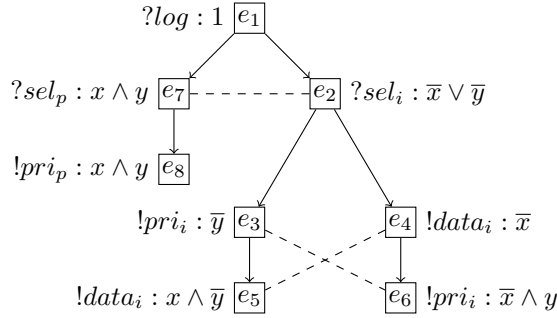 ?log : 1 e₁
?selₚ : x ∧ y e₇ e₂ ?selᵢ : x̅ ∨ y̅
!priₚ : x ∧ y e₈
!priᵢ : y̅ e₃ e₄ !dataᵢ : x̅
!dataᵢ : x ∧ y̅ e₅ e₆ !priᵢ : x̅ ∧ y